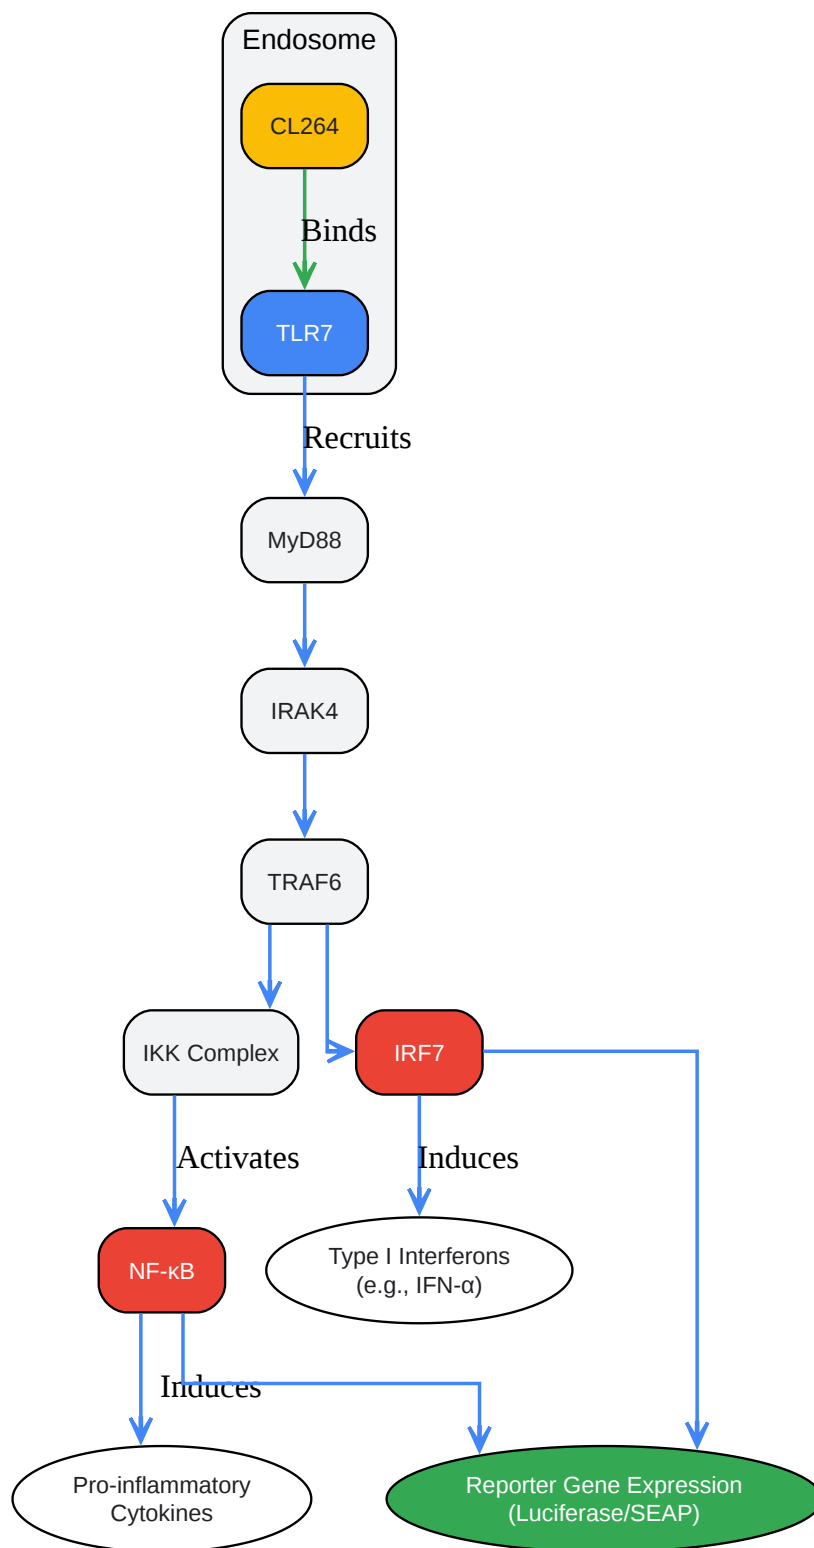 Endosome
CL264
Binds
TLR7
Recruits
MyD88
IRAK4
TRAF6
IKK Complex
IRF7
Activates
Induces
NF-κB
Type I Interferons
(e.g., IFN-α)
Induces
Pro-inflammatory
Cytokines
Reporter Gene Expression
(Luciferase/SEAP)